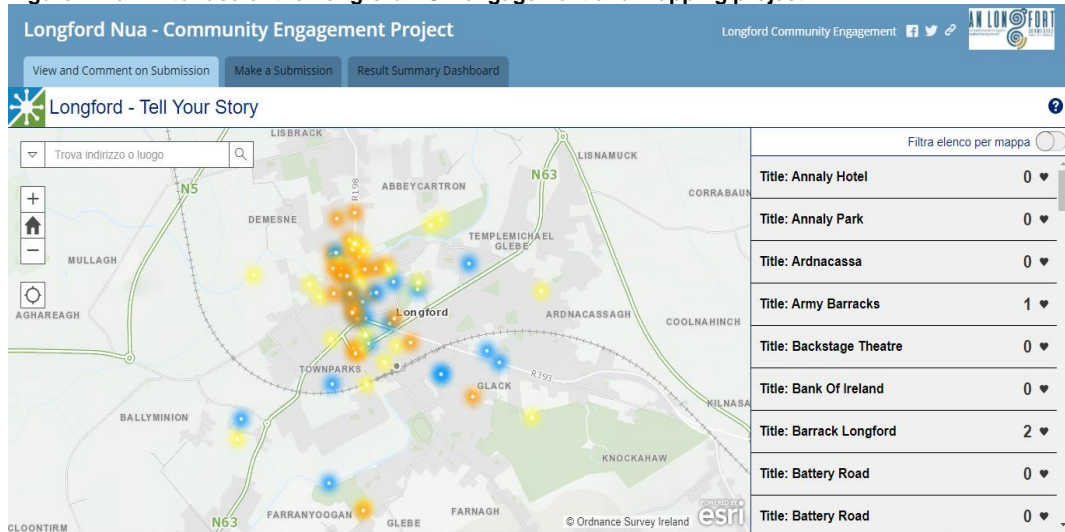 Longford Nua - Community Engagement Project
Longford Community Engagement
AN LONGFORT
View and Comment on Submission
Make a Submission
Result Summary Dashboard
Longford - Tell Your Story
?
Trova indirizzo o luogo
Filtra elenco per mappa
LISBRACK
LISNAMUCK
N5
R198
ABBEYCARTRON
N63
CORRABAUN
DEMESNE
TEMPLEMICHAEL
GLEBE
MULLAGH
AGHAREAGH
Longford
ARDNACASSAGH
COOLNAHINCH
TOWNPARKS
R393
GLACK
KILNASA
BALLYMINION
KNOCKAHAW
FARRANYOOGAN
FARNAGH
GLEBE
N63
CLOONTIRM
© Ordnance Survey Ireland
POWERED BY
esri
Title: Annaly Hotel 0
Title: Annaly Park 0
Title: Ardnacassa 0
Title: Army Barracks 1
Title: Backstage Theatre 0
Title: Bank Of Ireland 0
Title: Barrack Longford 2
Title: Battery Road 0
Title: Battery Road 0